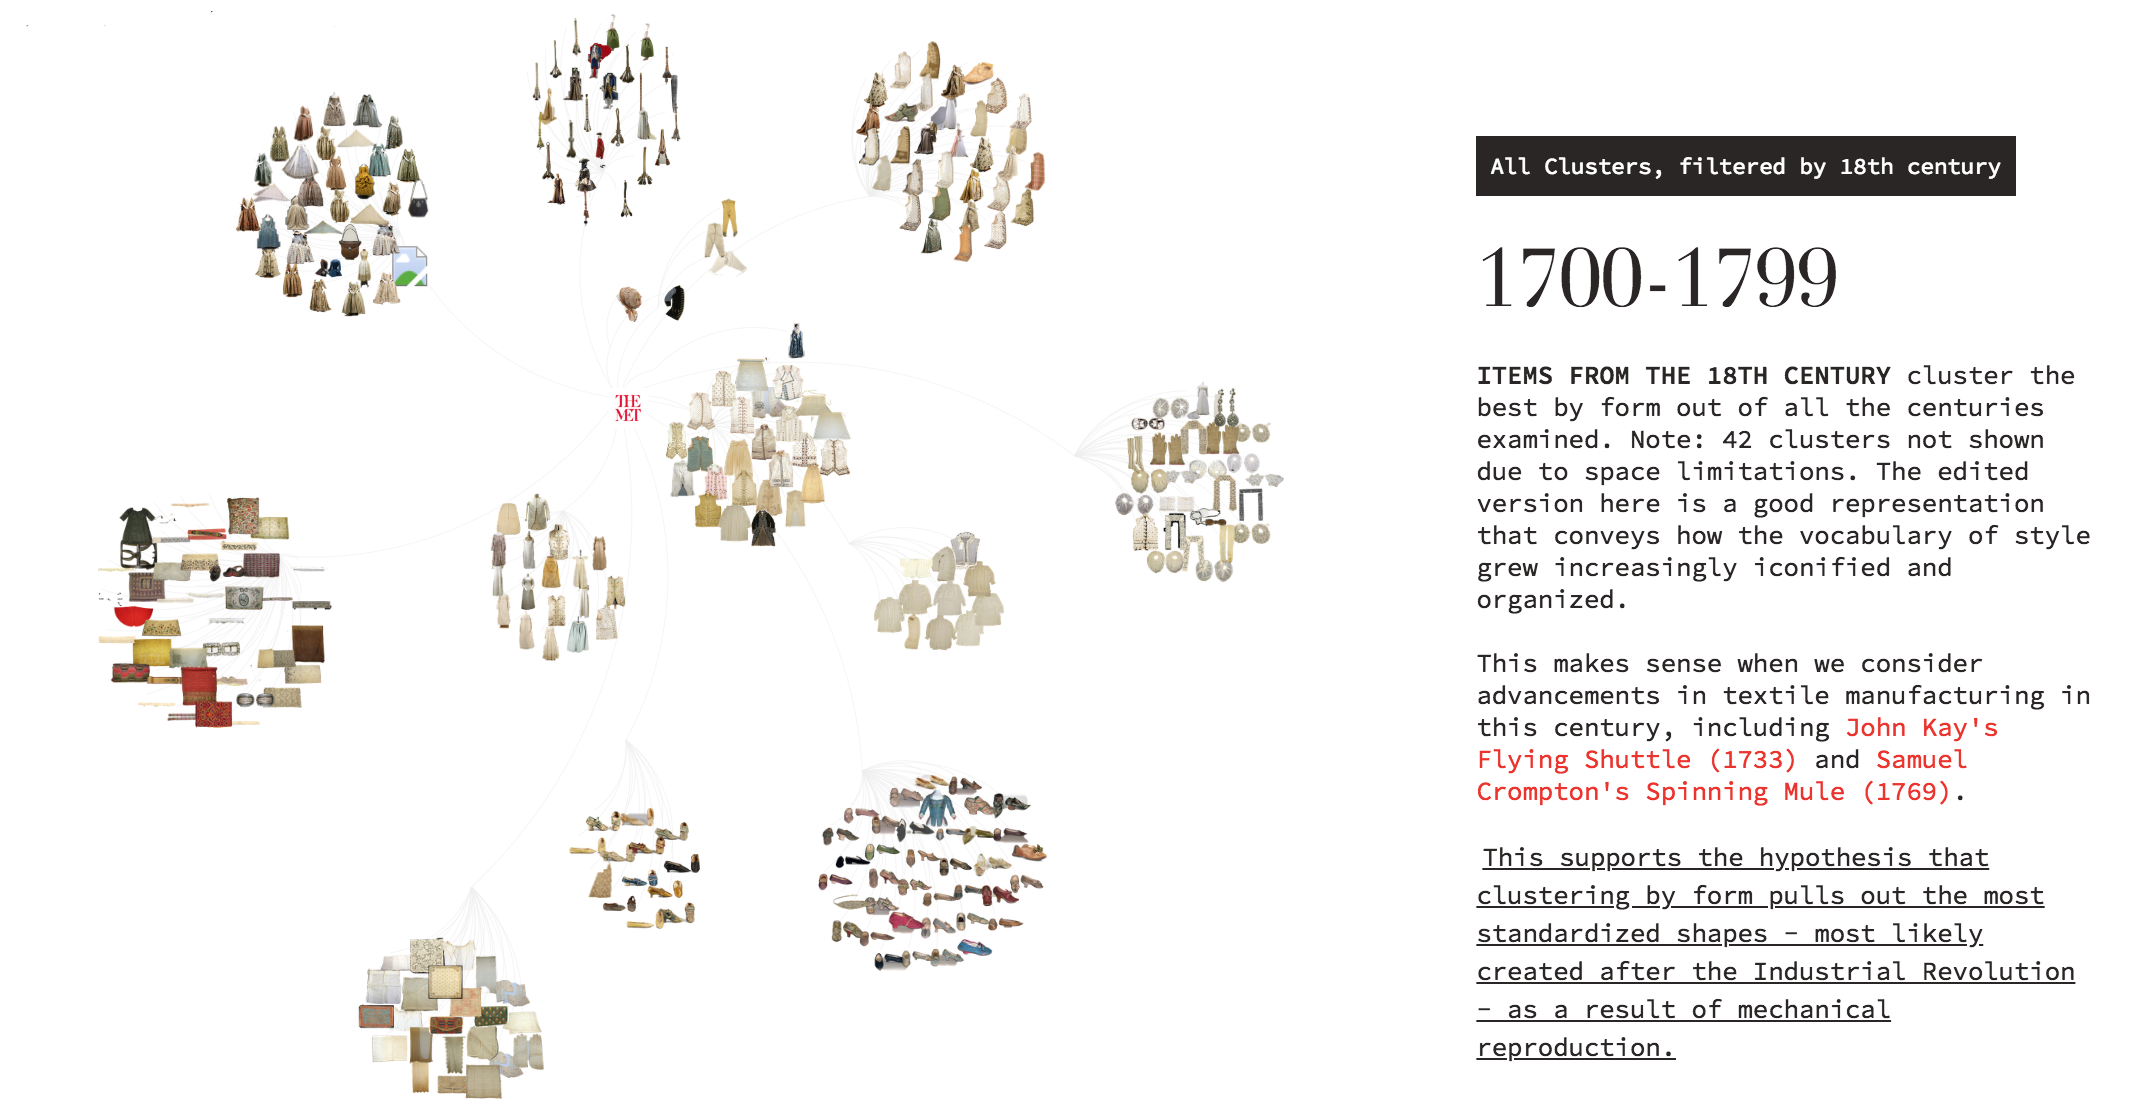 THE
MET
All Clusters, filtered by 18th century
1700-1799
ITEMS FROM THE 18TH CENTURY cluster the
best by form out of all the centuries
examined. Note: 42 clusters not shown
due to space limitations. The edited
version here is a good representation
that conveys how the vocabulary of style
grew increasingly iconified and
organized.
This makes sense when we consider
advancements in textile manufacturing in
this century, including John Kay's
Flying Shuttle (1733) and Samuel
Crompton's Spinning Mule (1769).
This supports the hypothesis that
clustering by form pulls out the most
standardized shapes – most likely
created after the Industrial Revolution
– as a result of mechanical
reproduction.